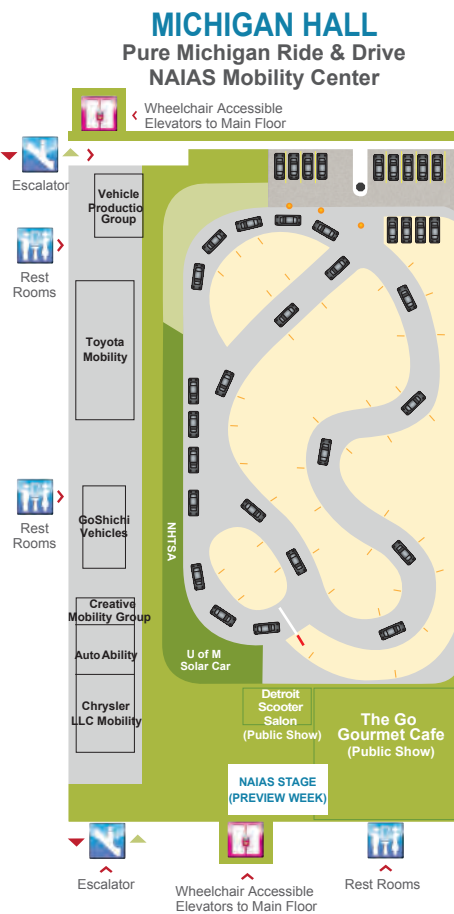 MICHIGAN HALL
Pure Michigan Ride & Drive
NAIAS Mobility Center
Wheelchair Accessible
Elevators to Main Floor
Escalator
Vehicle
Productio
Group
Rest
Rooms
Toyota
Mobility
Rest
Rooms
GoShichi
Vehicles
NHTSA
Creative
Mobility Group
Auto Ability
U of M
Solar Car
Chrysler
LLC Mobility
Detroit
Scooter
Salon
(Public Show)
The Go
Gourmet Cafe
(Public Show)
NAIAS STAGE
(PREVIEW WEEK)
Escalator
Wheelchair Accessible
Elevators to Main Floor
Rest Rooms